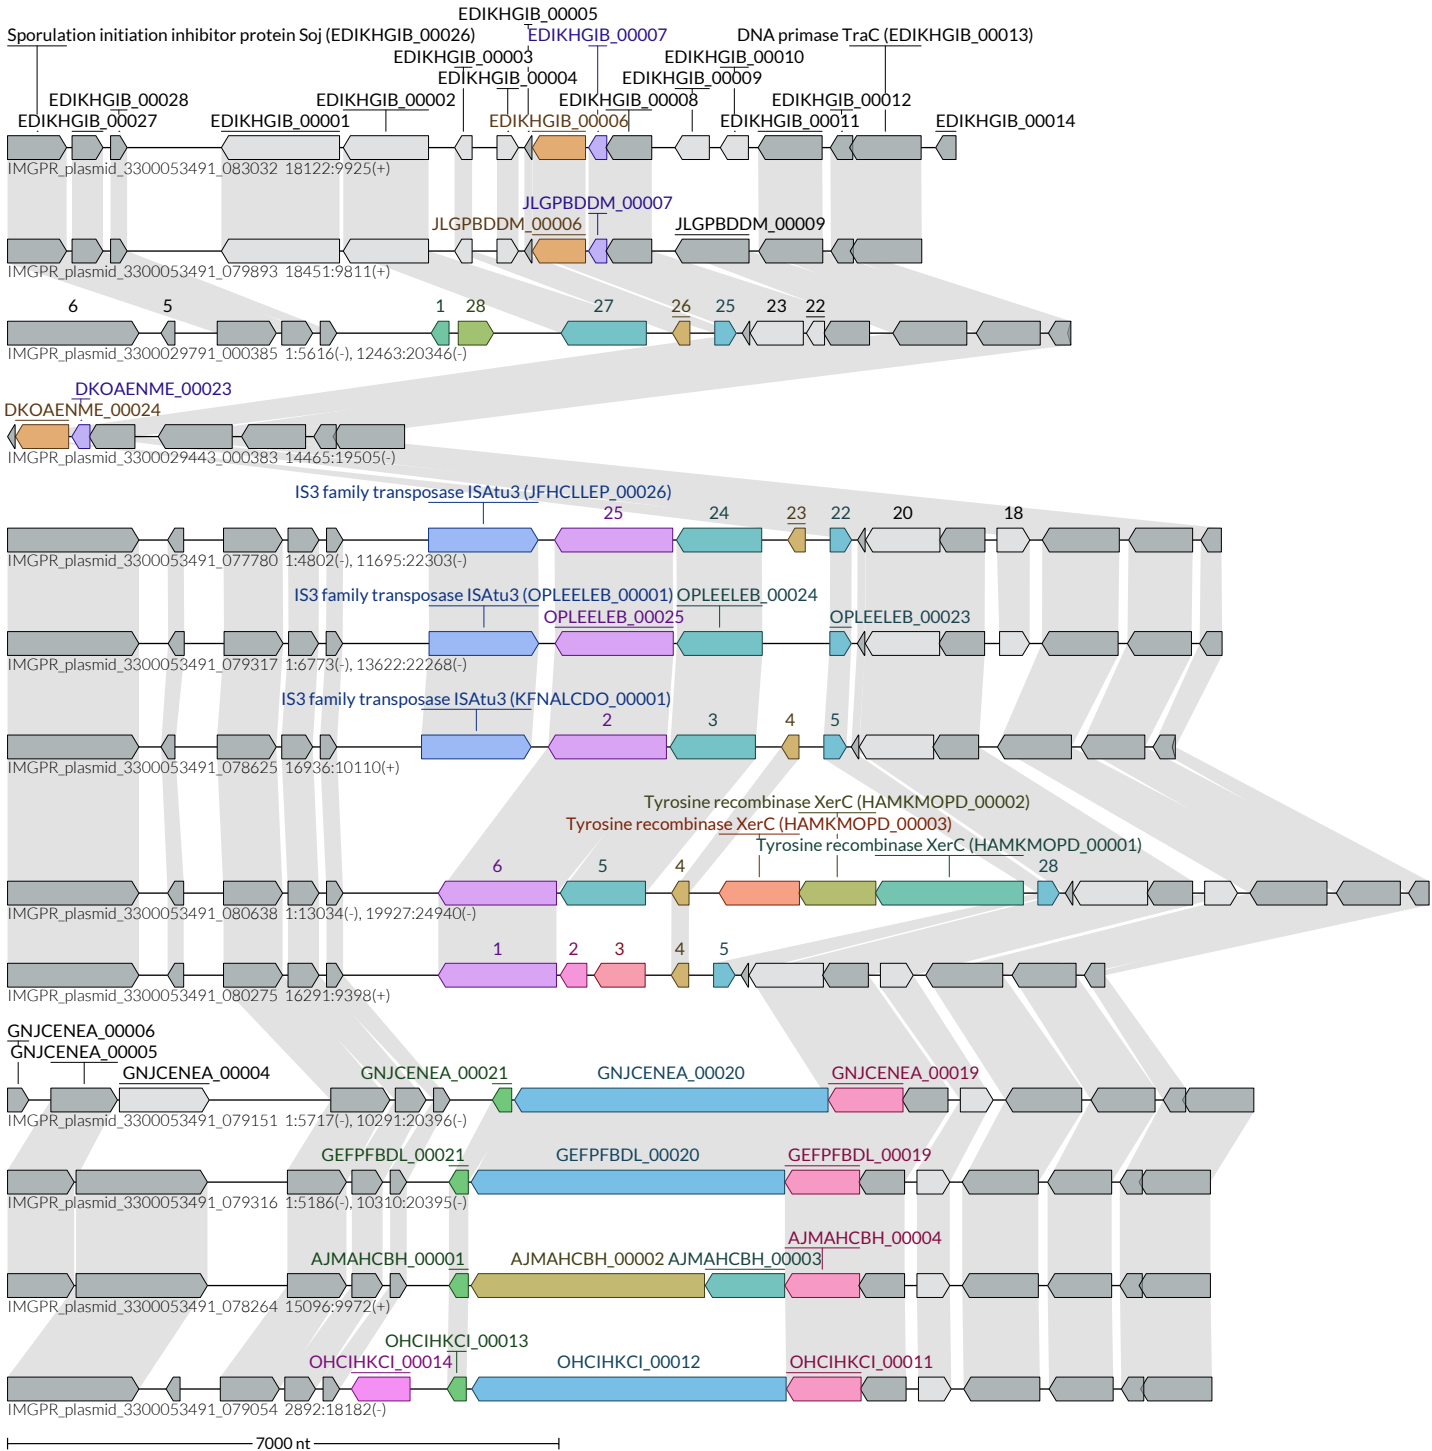 EDIKHGIB_00005
Sporulation initiation inhibitor protein Soj (EDIKHGIB_00026)
EDIKHGIB_00007
DNA primase TraC (EDIKHGIB_00013)
EDIKHGIB_00003
EDIKHGIB_00010
EDIKHGIB_00004
EDIKHGIB_00009
EDIKHGIB_00028
EDIKHGIB_00002
EDIKHGIB_00008
EDIKHGIB_00012
EDIKHGIB_00027
EDIKHGIB_00001
EDIKHGIB_00006
EDIKHGIB_00011
EDIKHGIB_00014
IMGPR_plasmid_3300053491_083032 18122:9925(+)
JLGPBDDM_00007
JLGPBDDM_00006
JLGPBDDM_00009
IMGPR_plasmid_3300053491_079893 18451:9811(+)
6 5 1 28 27 26 25 23 22
IMGPR_plasmid_3300029791_000385 1:5616(-), 12463:20346(-)
DKOAENME_00023
DKOAENME_00024
IMGPR_plasmid_3300029443_000383 14465:19505(-)
IS3 family transposase ISAtu3 (JFHCLLEP_00026)
25 24 23 22 20 18
IMGPR_plasmid_3300053491_077780 1:4802(-), 11695:22303(-)
IS3 family transposase ISAtu3 (OPLEELEB_00001)
OPLEELEB_00024
OPLEELEB_00025
OPLEELEB_00023
IMGPR_plasmid_3300053491_079317 1:6773(-), 13622:22268(-)
IS3 family transposase ISAtu3 (KFNALCDO_00001)
2 3 4 5
IMGPR_plasmid_3300053491_078625 16936:10110(+)
Tyrosine recombinase XerC (HAMKMOPD_00002)
Tyrosine recombinase XerC (HAMKMOPD_00003)
Tyrosine recombinase XerC (HAMKMOPD_00001)
6 5 4 28
IMGPR_plasmid_3300053491_080638 1:13034(-), 19927:24940(-)
1 2 3 4 5
IMGPR_plasmid_3300053491_080275 16291:9398(+)
GNJCENEA_00006
GNJCENEA_00005
GNJCENEA_00004
GNJCENEA_00021
GNJCENEA_00020
GNJCENEA_00019
IMGPR_plasmid_3300053491_079151 1:5717(-), 10291:20396(-)
GEFPFBDL_00021
GEFPFBDL_00020
GEFPFBDL_00019
IMGPR_plasmid_3300053491_079316 1:5186(-), 10310:20395(-)
AJMAHCBH_00004
AJMAHCBH_00001
AJMAHCBH_00002
AJMAHCBH_00003
IMGPR_plasmid_3300053491_078264 15096:9972(+)
OHCIHKCI_00013
OHCIHKCI_00014
OHCIHKCI_00012
OHCIHKCI_00011
IMGPR_plasmid_3300053491_079054 2892:18182(-)
7000 nt